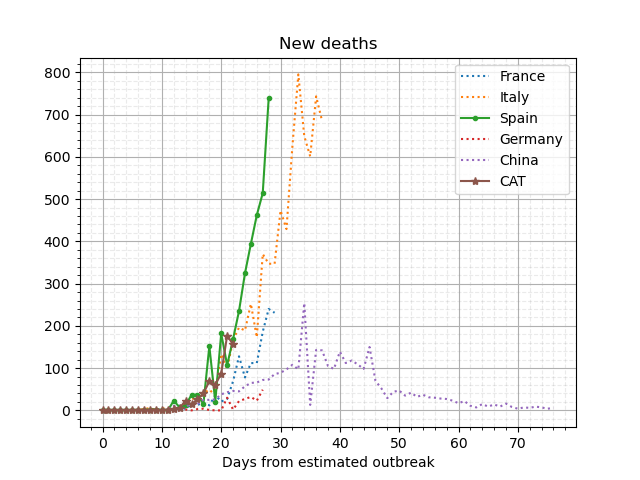 New deaths
800
700
600
500
400
300
200
100
0
France
Italy
Spain
Germany
China
CAT
0 10 20 30 40 50 60 70
Days from estimated outbreak